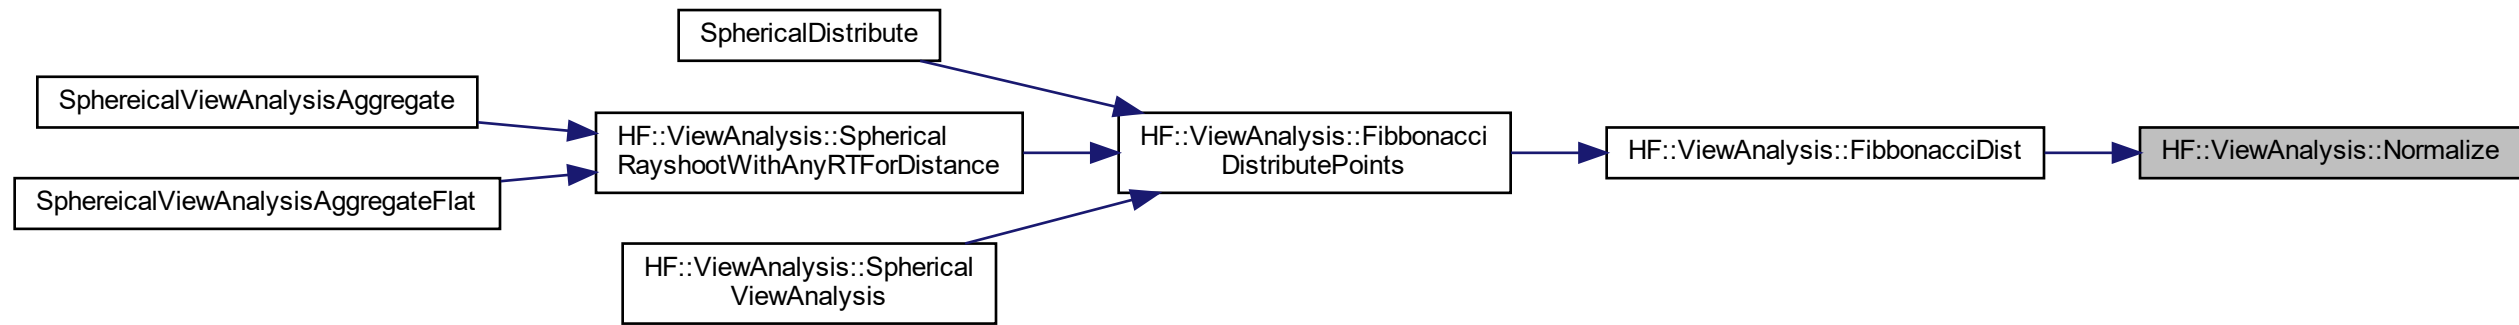 SphericalDistribute
SphereicalViewAnalysisAggregate
HF::ViewAnalysis::Spherical
RayshootWithAnyRTForDistance
HF::ViewAnalysis::Fibbonacci
DistributePoints
HF::ViewAnalysis::FibbonacciDist
HF::ViewAnalysis::Normalize
SphereicalViewAnalysisAggregateFlat
HF::ViewAnalysis::Spherical
ViewAnalysis